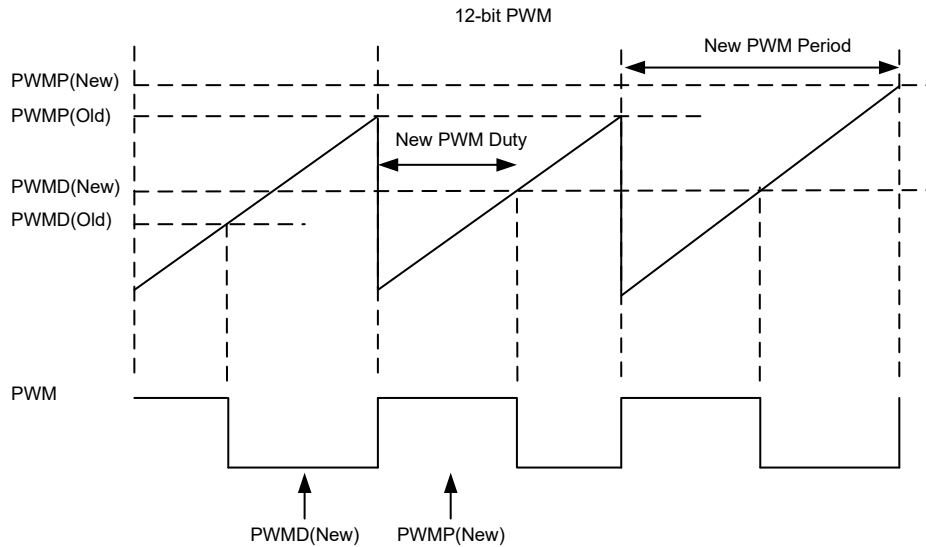 12-bit PWM
New PWM Period
PWMP(New)
PWMP(Old)
New PWM Duty
PWMD(New)
PWMD(Old)
PWM
PWMD(New)
PWMP(New)